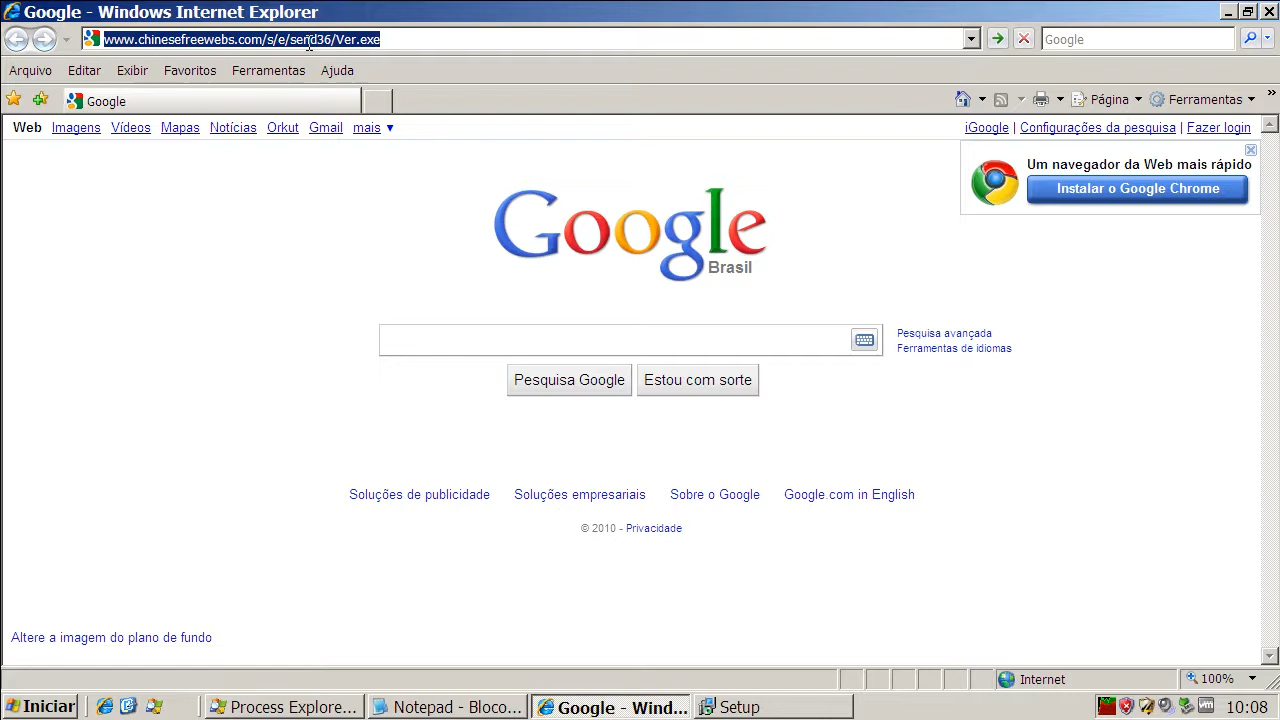 Google - Windows Internet Explorer
www.chinesefreewebs.com/s/e/send36/Ver.exe
Google
Arquivo Editar Exibir Favoritos Ferramentas Ajuda
Google
Página Ferramentas »
Web Imagens Vídeos Mapas Notícias Orkut Gmail mais ▼
iGoogle | Configurações da pesquisa | Fazer login
Um navegador da Web mais rápido
Instalar o Google Chrome
Google
Brasil
Pesquisa avançada
Ferramentas de idiomas
Pesquisa Google Estou com sorte
Soluções de publicidade Soluções empresariais Sobre o Google Google.com in English
© 2010 - Privacidade
Altere a imagem do plano de fundo
Internet 100%
Iniciar Process Explore... Notepad - Bloco... Google - Wind... Setup 10:08